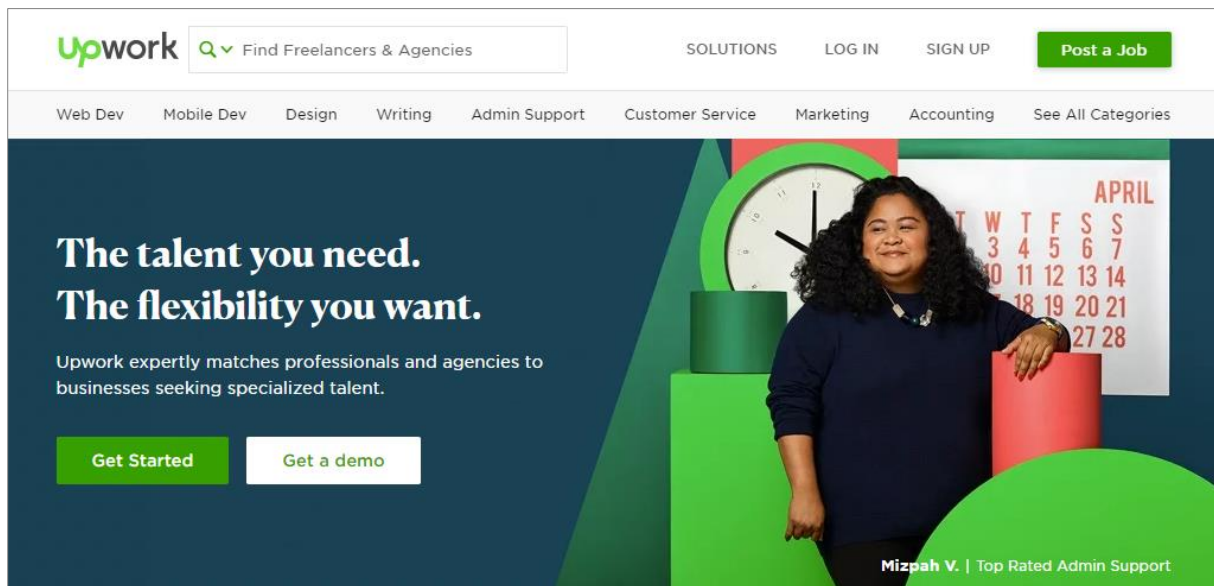 upwork
Find Freelancers & Agencies
SOLUTIONS
LOG IN
SIGN UP
Post a Job
Web Dev
Mobile Dev
Design
Writing
Admin Support
Customer Service
Marketing
Accounting
See All Categories
The talent you need.
The flexibility you want.
Upwork expertly matches professionals and agencies to
businesses seeking specialized talent.
Get Started
Get a demo
12
APRIL
T W T F S S
3 4 5 6 7
10 11 12 13 14
18 19 20 21
27 28
Mizpah V. | Top Rated Admin Support